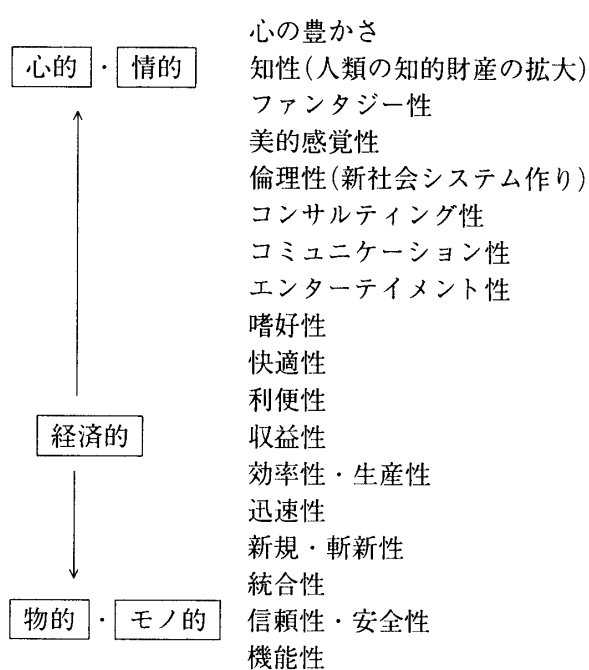 心の豊かさ
心的・情的
知性(人類の知的財産の拡大)
ファンタジー性
美的感覚性
倫理性(新社会システム作り)
コンサルティング性
コミュニケーション性
エンターテイメント性
嗜好性
快適性
利便性
経済的
収益性
効率性・生産性
迅速性
新規・斬新性
統合性
物的・モノ的
信頼性・安全性
機能性